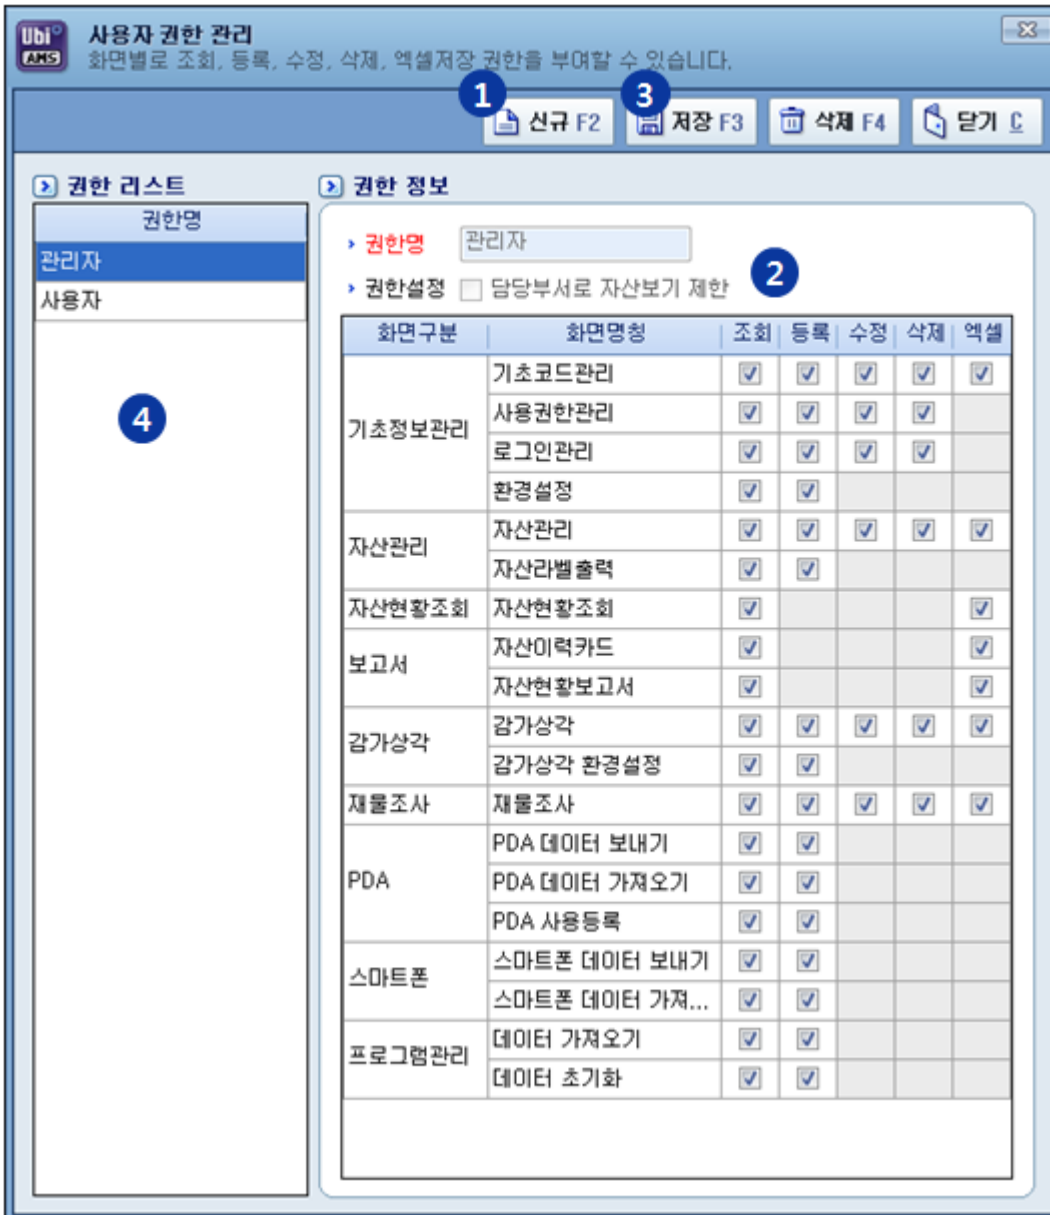 Ubi
AMS
사용자 권한 관리
화면별로 조회, 등록, 수정, 삭제, 엑셀저장 권한을 부여할 수 있습니다.
1 신규 F2 3 저장 F3 삭제 F4 닫기 C
권한 리스트
권한명
관리자
사용자
4
권한 정보
권한명 관리자
권한설정 담당부서로 자산보기 제한 2
화면구분 화면명칭 조회 등록 수정 삭제 엑셀
기초정보관리 기초코드관리
사용권한관리
로그인관리
환경설정
자산관리 자산관리
자산라벨출력
자산현황조회 자산현황조회
보고서 자산이력카드
자산현황보고서
감가상각 감가상각
감가상각 환경설정
재물조사 재물조사
PDA PDA 데이터 보내기
PDA 데이터 가져오기
PDA 사용등록
스마트폰 스마트폰 데이터 보내기
스마트폰 데이터 가져...
프로그램관리 데이터 가져오기
데이터 초기화